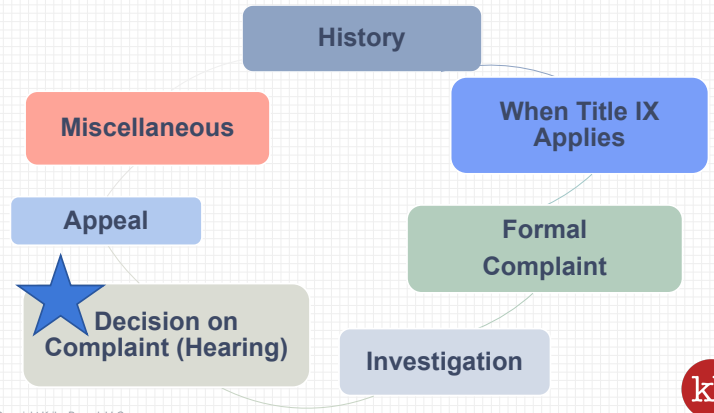 History
When Title IX
Applies
Formal
Complaint
Investigation
Decision on
Complaint (Hearing)
Appeal
Miscellaneous